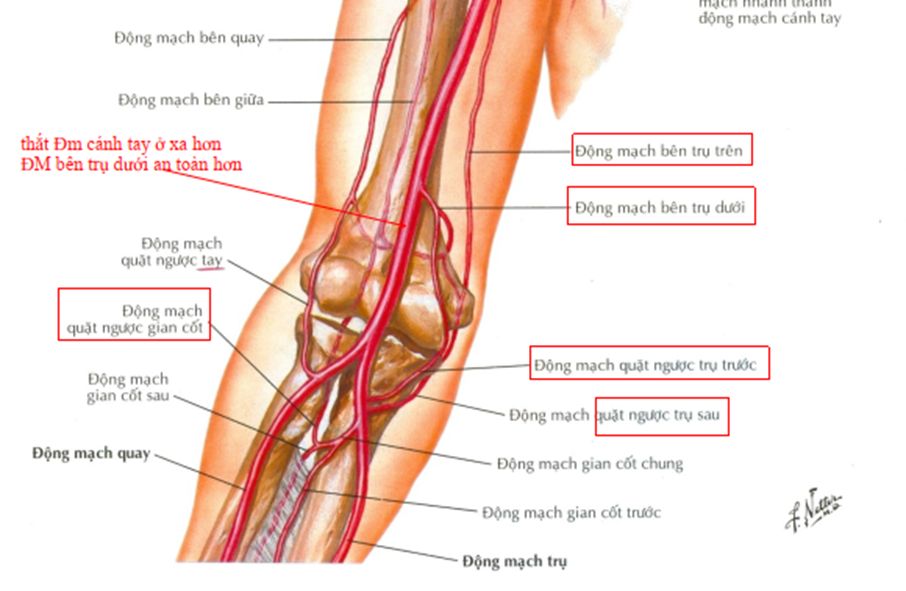 mạch nhánh thành
động mạch cánh tay
Động mạch bên quay
Động mạch bên giữa
thắt Đm cánh tay ở xa hơn
ĐM bên trụ dưới an toàn hơn
Động mạch bên trụ trên
Động mạch bên trụ dưới
Động mạch
quặt ngược tay
Động mạch
quặt ngược gian cốt
Động mạch quặt ngược trụ trước
Động mạch
gian cốt sau
Động mạch quặt ngược trụ sau
Động mạch quay
Động mạch gian cốt chung
Động mạch gian cốt trước
Động mạch trụ
F. Netter
M.D.